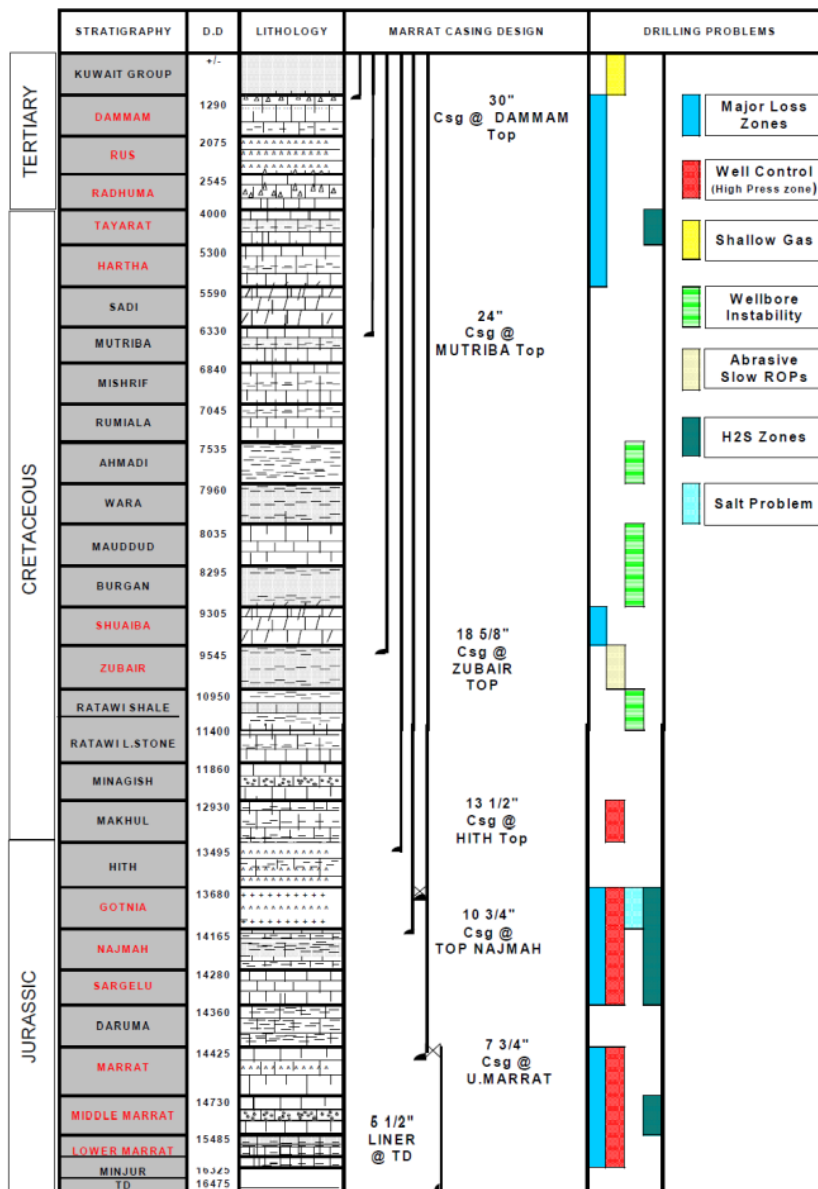 STRATIGRAPHY D.D LITHOLOGY MARRAT CASING DESIGN DRILLING PROBLEMS
TERTIARY
CRETACEOUS
JURASSIC
+/-
KUWAIT GROUP
1290
DAMMAM
2075
RUS
2545
RADHUMA
4000
TAYARAT
5300
HARTHA
5590
SADI
6330
MUTRIBA
6840
MISHRIF
7045
RUMIALA
7535
AHMADI
7960
WARA
8035
MAUDDUD
8295
BURGAN
9305
SHUAIBA
9545
ZUBAIR
10950
RATAWI SHALE
11400
RATAWI L.STONE
11860
MINAGISH
12930
MAKHUL
13495
HITH
13680
GOTNIA
14165
NAJMAH
14280
SARGELU
14360
DARUMA
14425
MARRAT
14730
MIDDLE MARRAT
15485
LOWER MARRAT
MINJUR 16325
TD 16475
30"
Csg @ DAMMAM
Top
24"
Csg @
MUTRIBA Top
18 5/8"
Csg @
ZUBAIR
TOP
13 1/2"
Csg @
HITH Top
10 3/4"
Csg @
TOP NAJMAH
7 3/4"
Csg @
U.MARRAT
5 1/2"
LINER
@ TD
Major Loss
Zones
Well Control
(High Press zone)
Shallow Gas
Wellbore
Instability
Abrasive
Slow ROPs
H2S Zones
Salt Problem